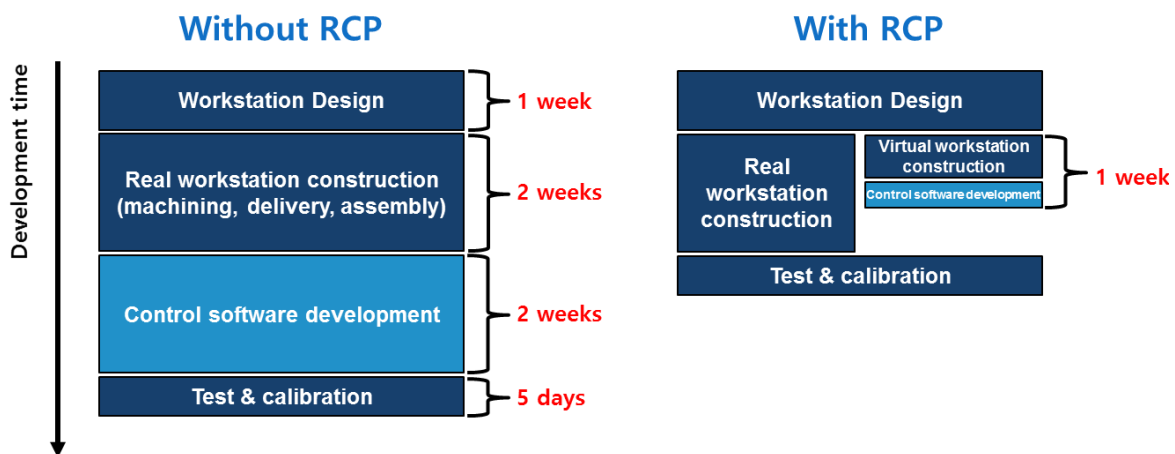 Without RCP
With RCP
Development time
Workstation Design
1 week
Real workstation construction
(machining, delivery, assembly)
2 weeks
Control software development
2 weeks
Test & calibration
5 days
Workstation Design
Real
workstation
construction
Virtual workstation
construction
Control software development
1 week
Test & calibration